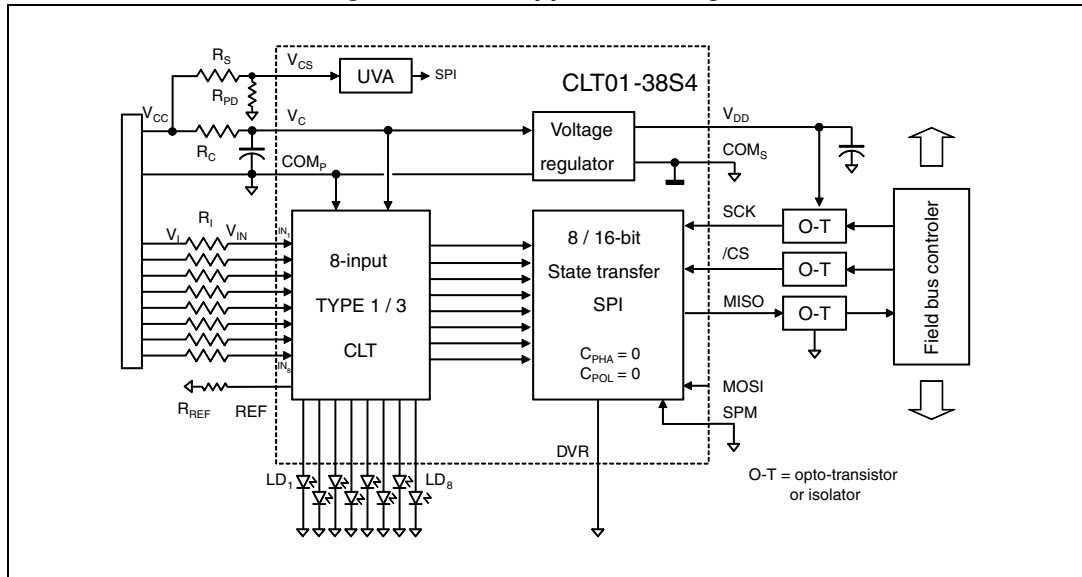 R_S
V_CS
UVA
SPI
CLT01-38S4
R_PD
V_CC
V_C
Voltage
regulator
V_DD
R_C
COM_P
COM_S
R_I
V_I
V_IN
IN_1
8-input
TYPE 1 / 3
CLT
IN_8
8 / 16-bit
State transfer
SPI
C_PHA = 0
C_POL = 0
SCK
O-T
/CS
O-T
MISO
O-T
Field bus controler
MOSI
SPM
R_REF
REF
DVR
LD_1
LD_8
O-T = opto-transistor
or isolator